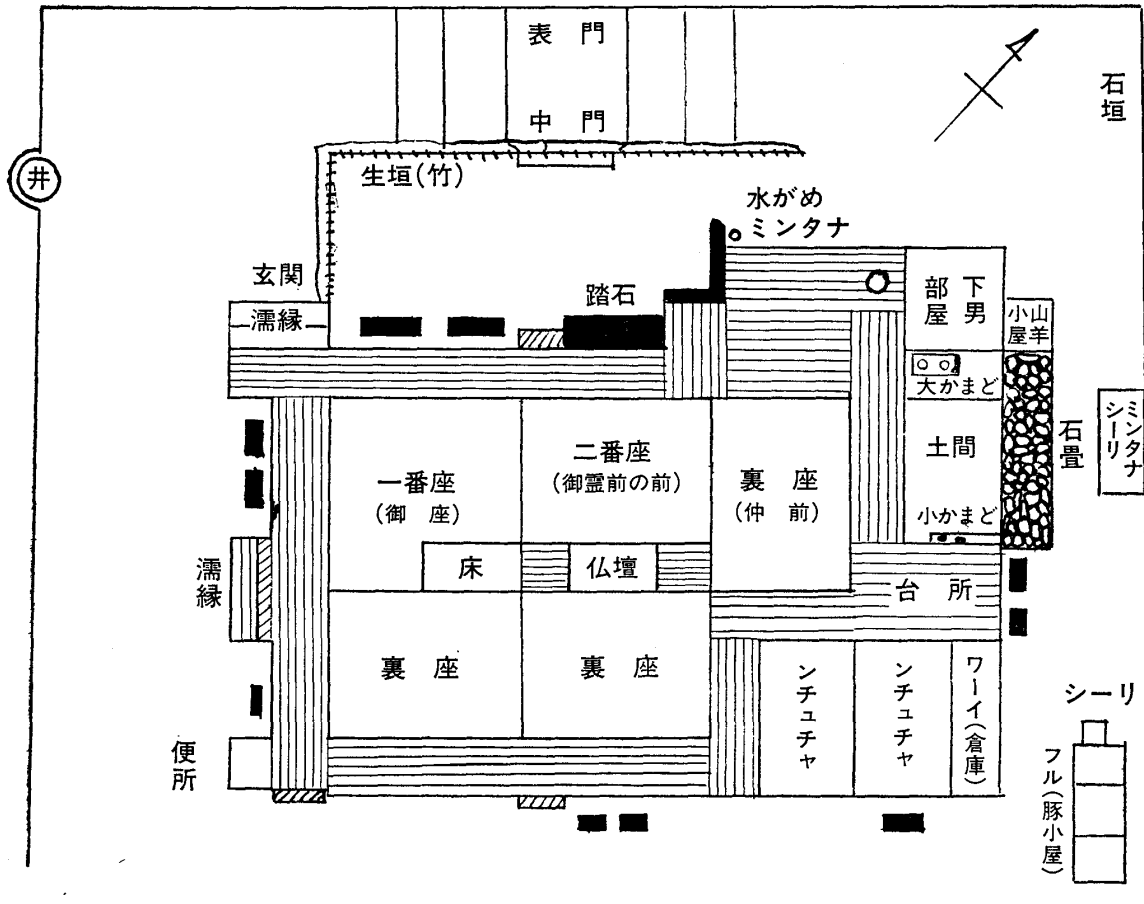 表 門
中 門
石垣
井
生垣(竹)
水がめ
ミンタナ
玄関
濡縁
踏石
下男
部屋
山羊
小屋
大かまど
土間
石畳
ミンタナ
シーリ
一番座
(御 座)
二番座
(御霊前の前)
裏 座
(仲 前)
小かまど
床
仏壇
台 所
濡縁
裏 座
裏 座
ンチュチャ
ンチュチャ
ワーイ(倉庫)
シーリ
フル(豚小屋)
便所